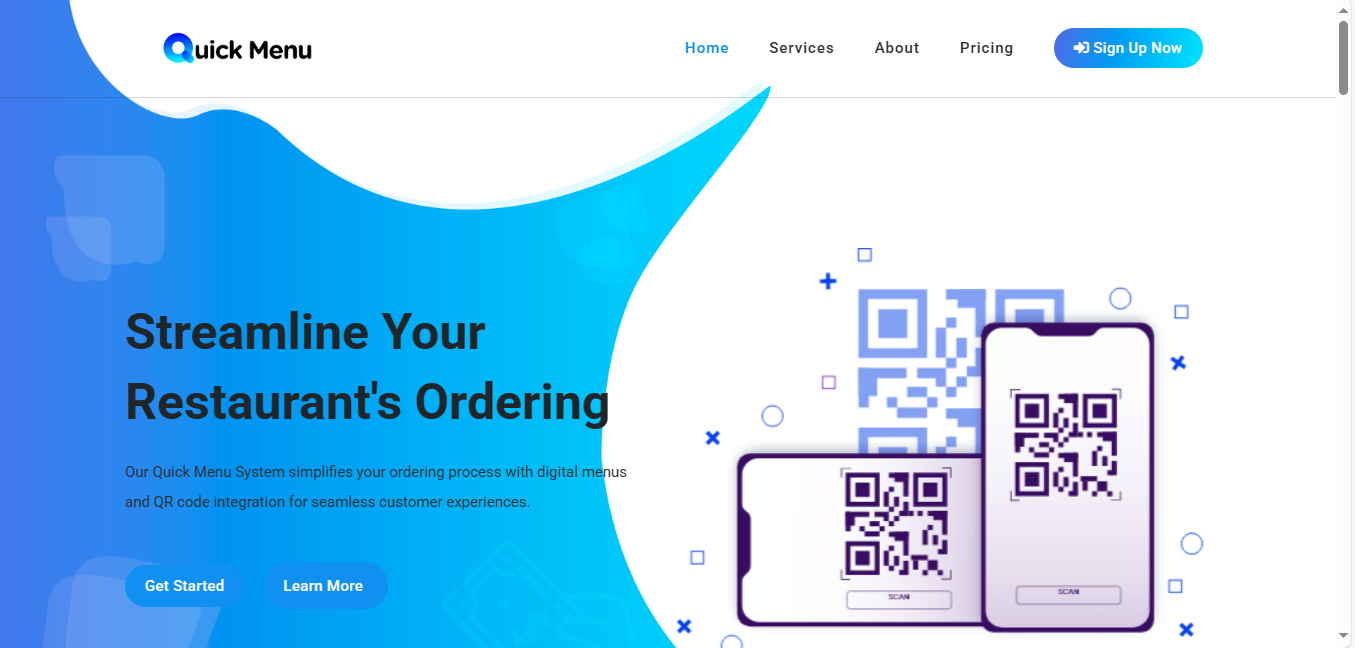 Quick Menu
Home Services About Pricing Sign Up Now
Streamline Your
Restaurant's Ordering
Our Quick Menu System simplifies your ordering process with digital menus
and QR code integration for seamless customer experiences.
Get Started Learn More
SCAN
SCAN